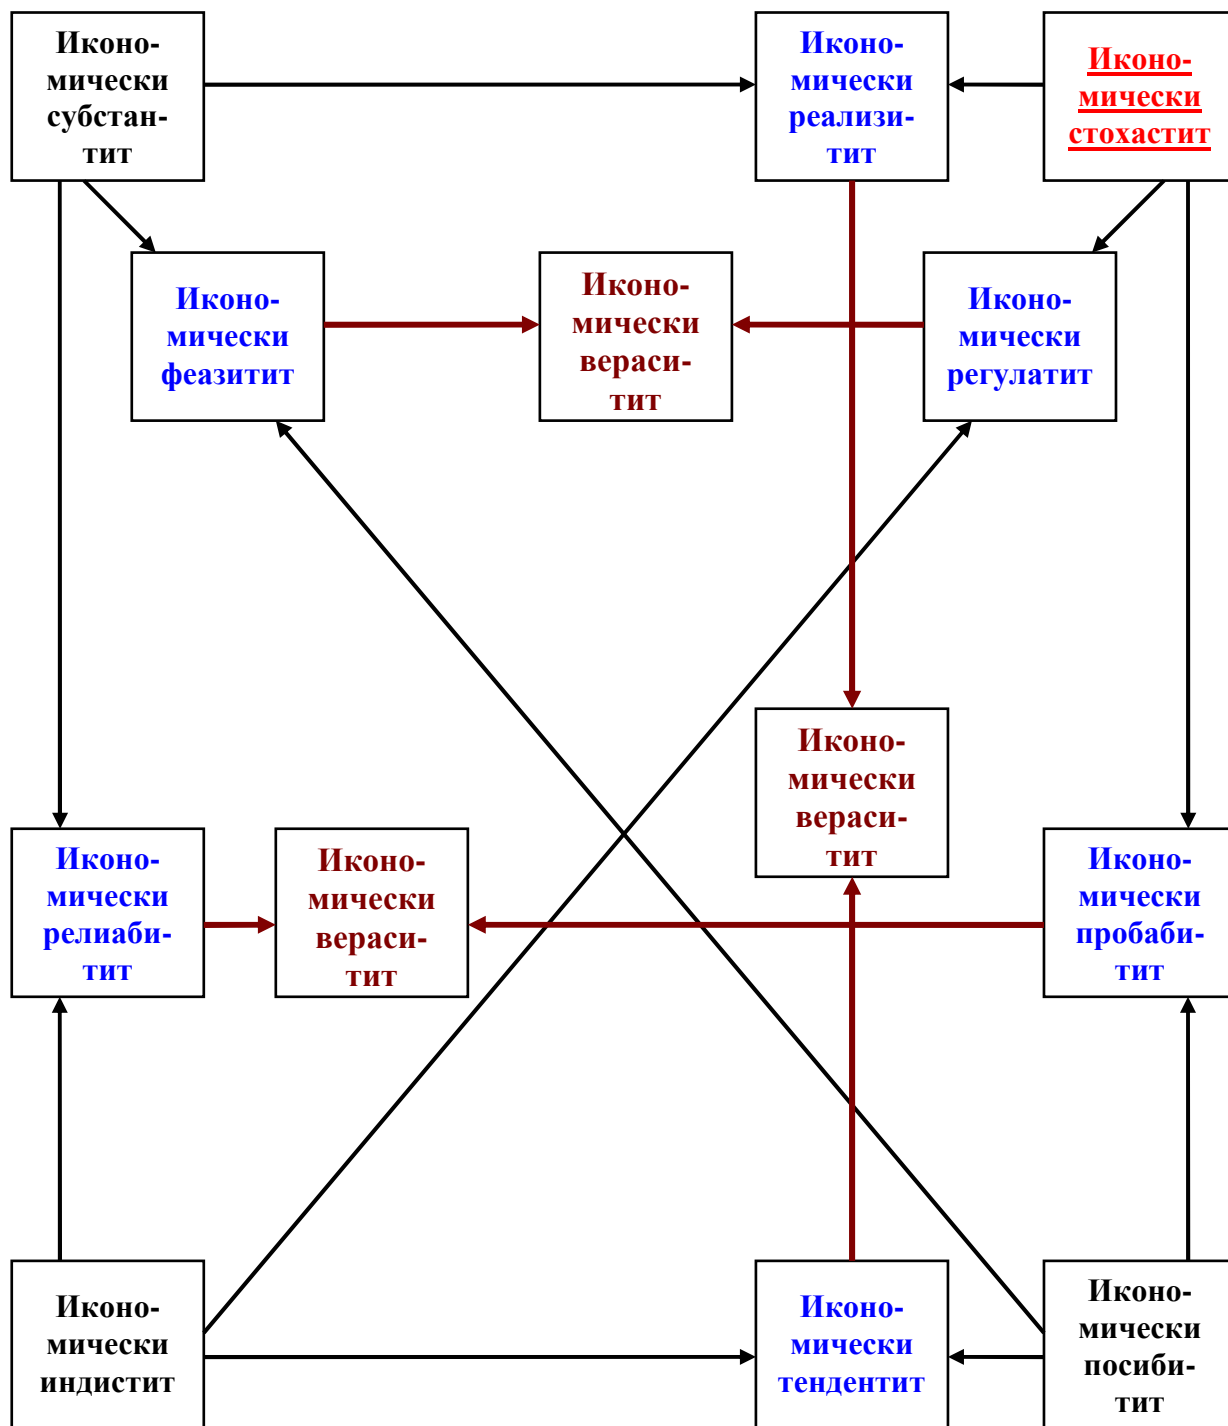 Иконо-
мически
субстан-
тит
Иконо-
мически
реализи-
тит
Иконо-
мически
стохастит
Иконо-
мически
феазитит
Иконо-
мически
вераси-
тит
Иконо-
мически
регулатит
Иконо-
мически
вераси-
тит
Иконо-
мически
релиаби-
тит
Иконо-
мически
вераси-
тит
Иконо-
мически
пробаби-
тит
Иконо-
мически
индистит
Иконо-
мически
тендентит
Иконо-
мически
посиби-
тит